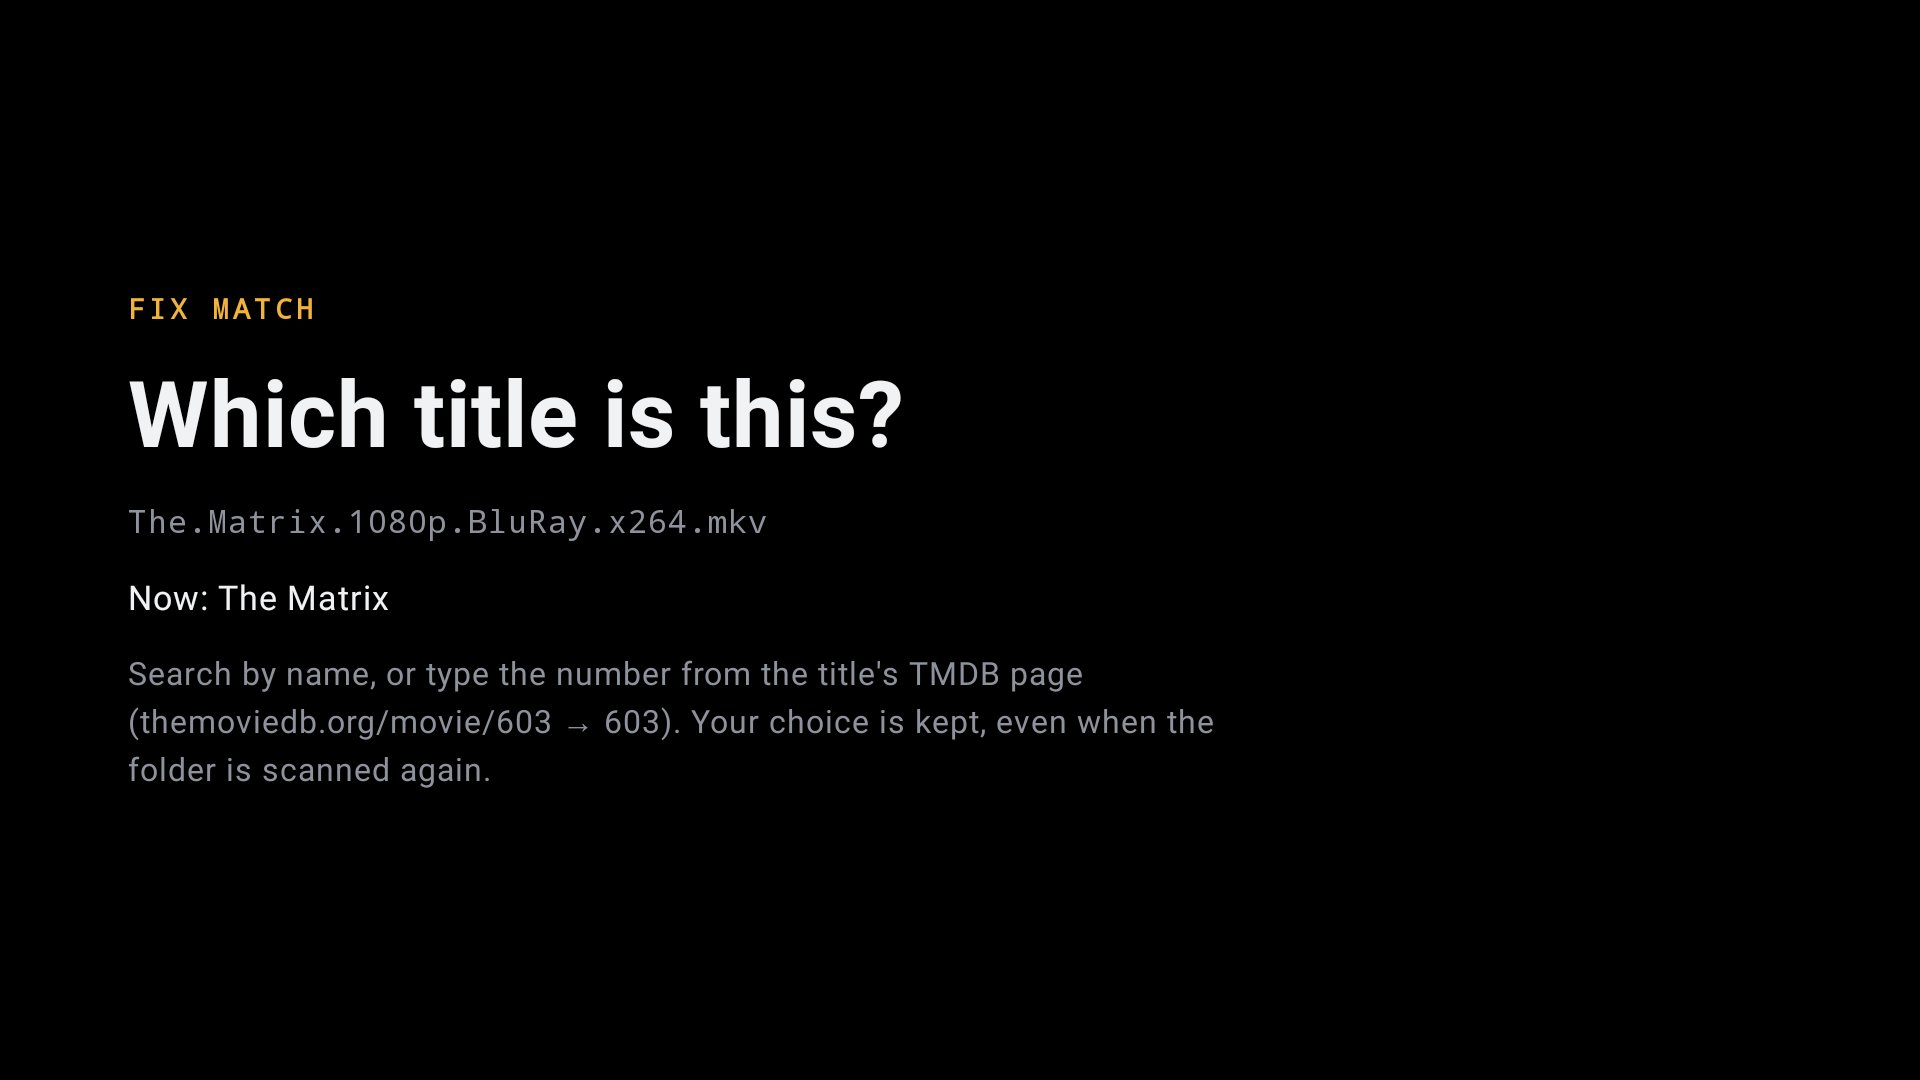 FIX MATCH
Which title is this?
The.Matrix.1080p.BluRay.x264.mkv
Now: The Matrix
Search by name, or type the number from the title's TMDB page
(themoviedb.org/movie/603 → 603). Your choice is kept, even when the
folder is scanned again.